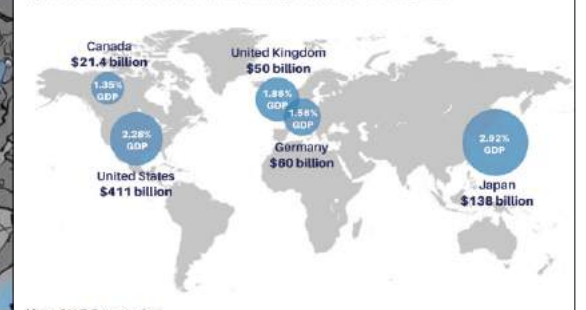 Canada
$21.4 billion
1.35%
GDP
United Kingdom
$50 billion
1.88%
GDP
1.58%
GDP
Germany
$60 billion
2.28%
GDP
United States
$411 billion
2.92%
GDP
Japan
$138 billion